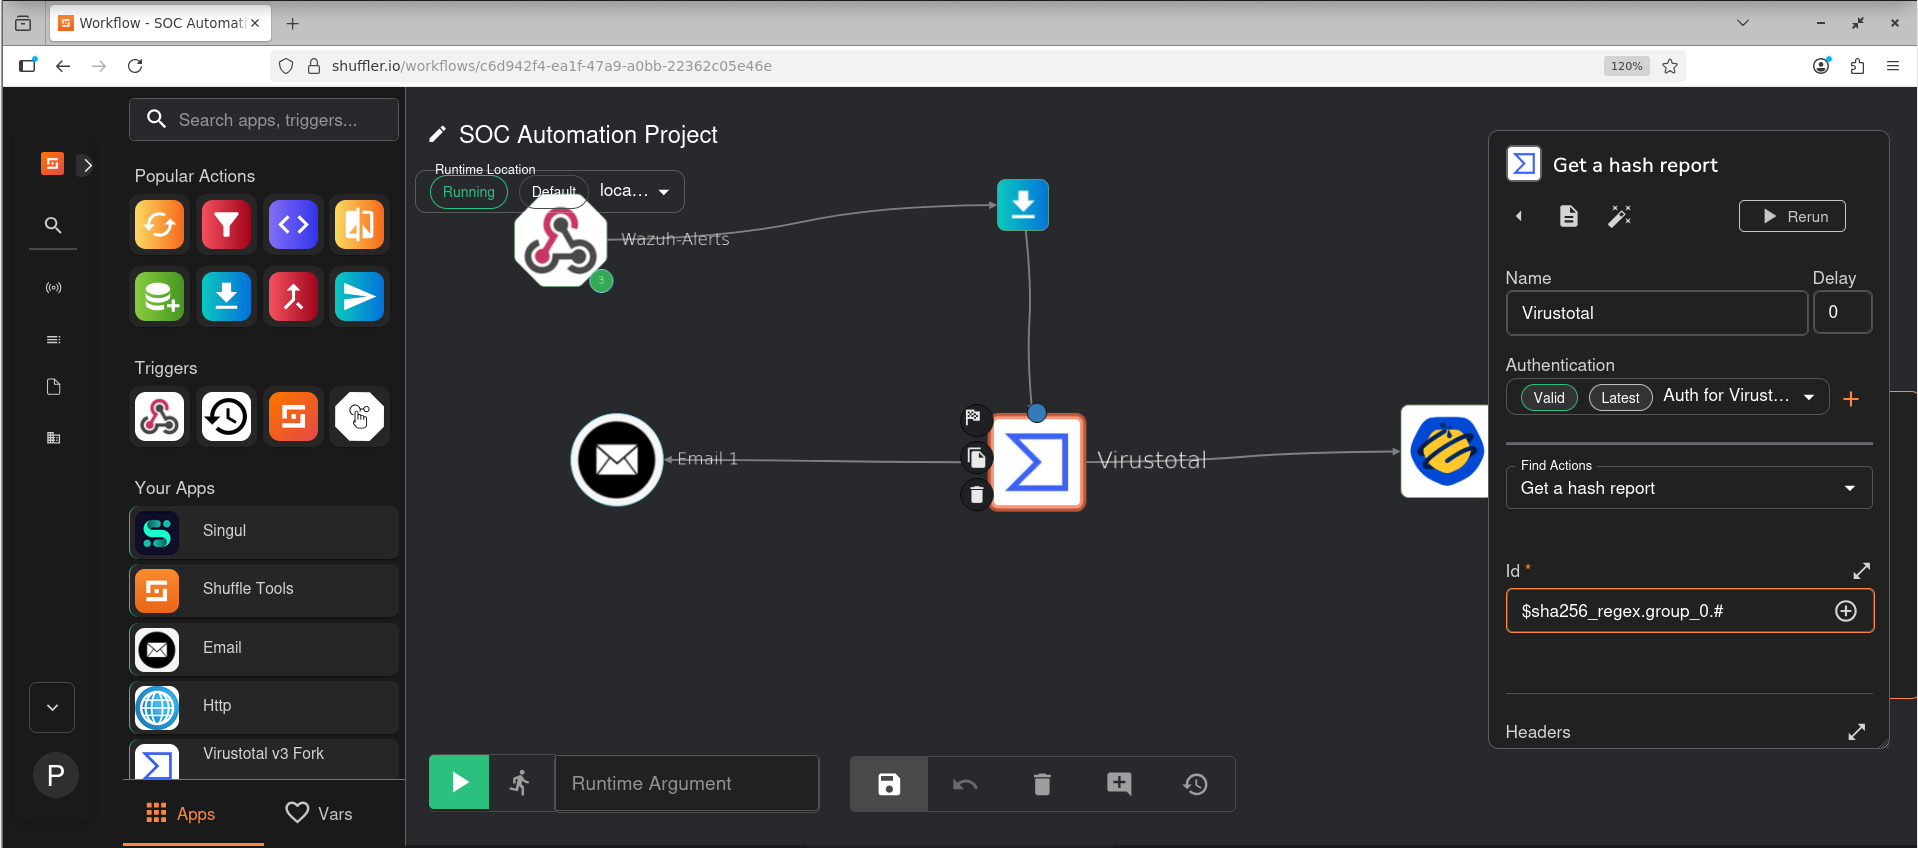 Workflow - SOC Automati
shuffler.io/workflows/c6d942f4-ea1f-47a9-a0bb-22362c05e46e
120%
Search apps, triggers...
Popular Actions
Triggers
Your Apps
Singul
Shuffle Tools
Email
Http
Virustotal v3 Fork
Apps
Vars
P
SOC Automation Project
Runtime Location
Running
Default
loca...
Wazuh-Alerts
3
Email 1
Virustotal
Runtime Argument
Get a hash report
Rerun
Name
Delay
Virustotal
0
Authentication
Valid
Latest
Auth for Virust...
Find Actions
Get a hash report
Id *
$sha256_regex.group_0.#
Headers